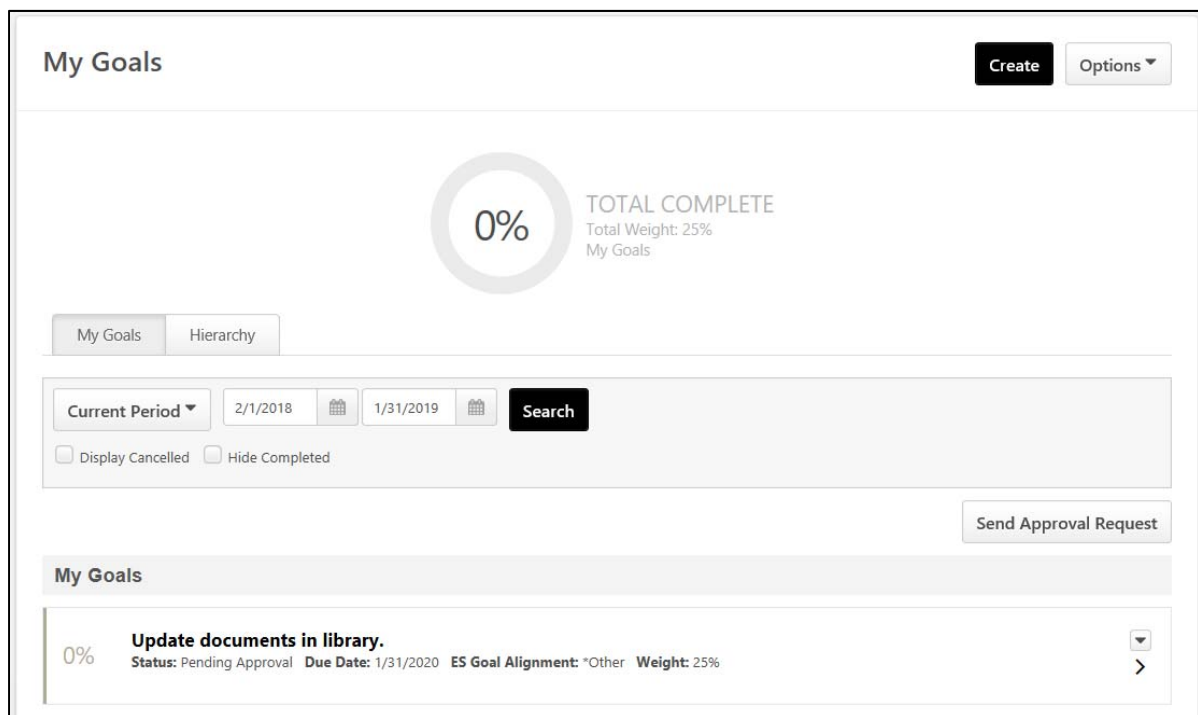 My Goals
Create
Options
0%
TOTAL COMPLETE
Total Weight: 25%
My Goals
My Goals
Hierarchy
Current Period
2/1/2018
1/31/2019
Search
Display Cancelled
Hide Completed
Send Approval Request
My Goals
0%
Update documents in library.
Status: Pending Approval Due Date: 1/31/2020 ES Goal Alignment: *Other Weight: 25%